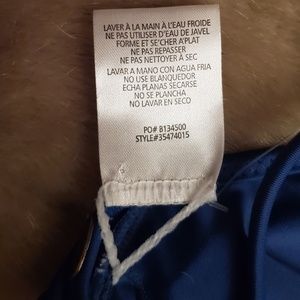 LAVER À LA MAIN À L'EAU FROIDE
NE PAS UTILISER D'EAU DE JAVEL
FORME ET SE'CHER A'PLAT
NE PAS REPASSER
NE PAS NETTOYER À SEC
LAVAR A MANO CON AGUA FRIA
NO USE BLANQUEDOR
ECHA PLANAS SECARSE
NO SE PLANCHA
NO LAVAR EN SECO
PO# 8134500
STYLE#35474015